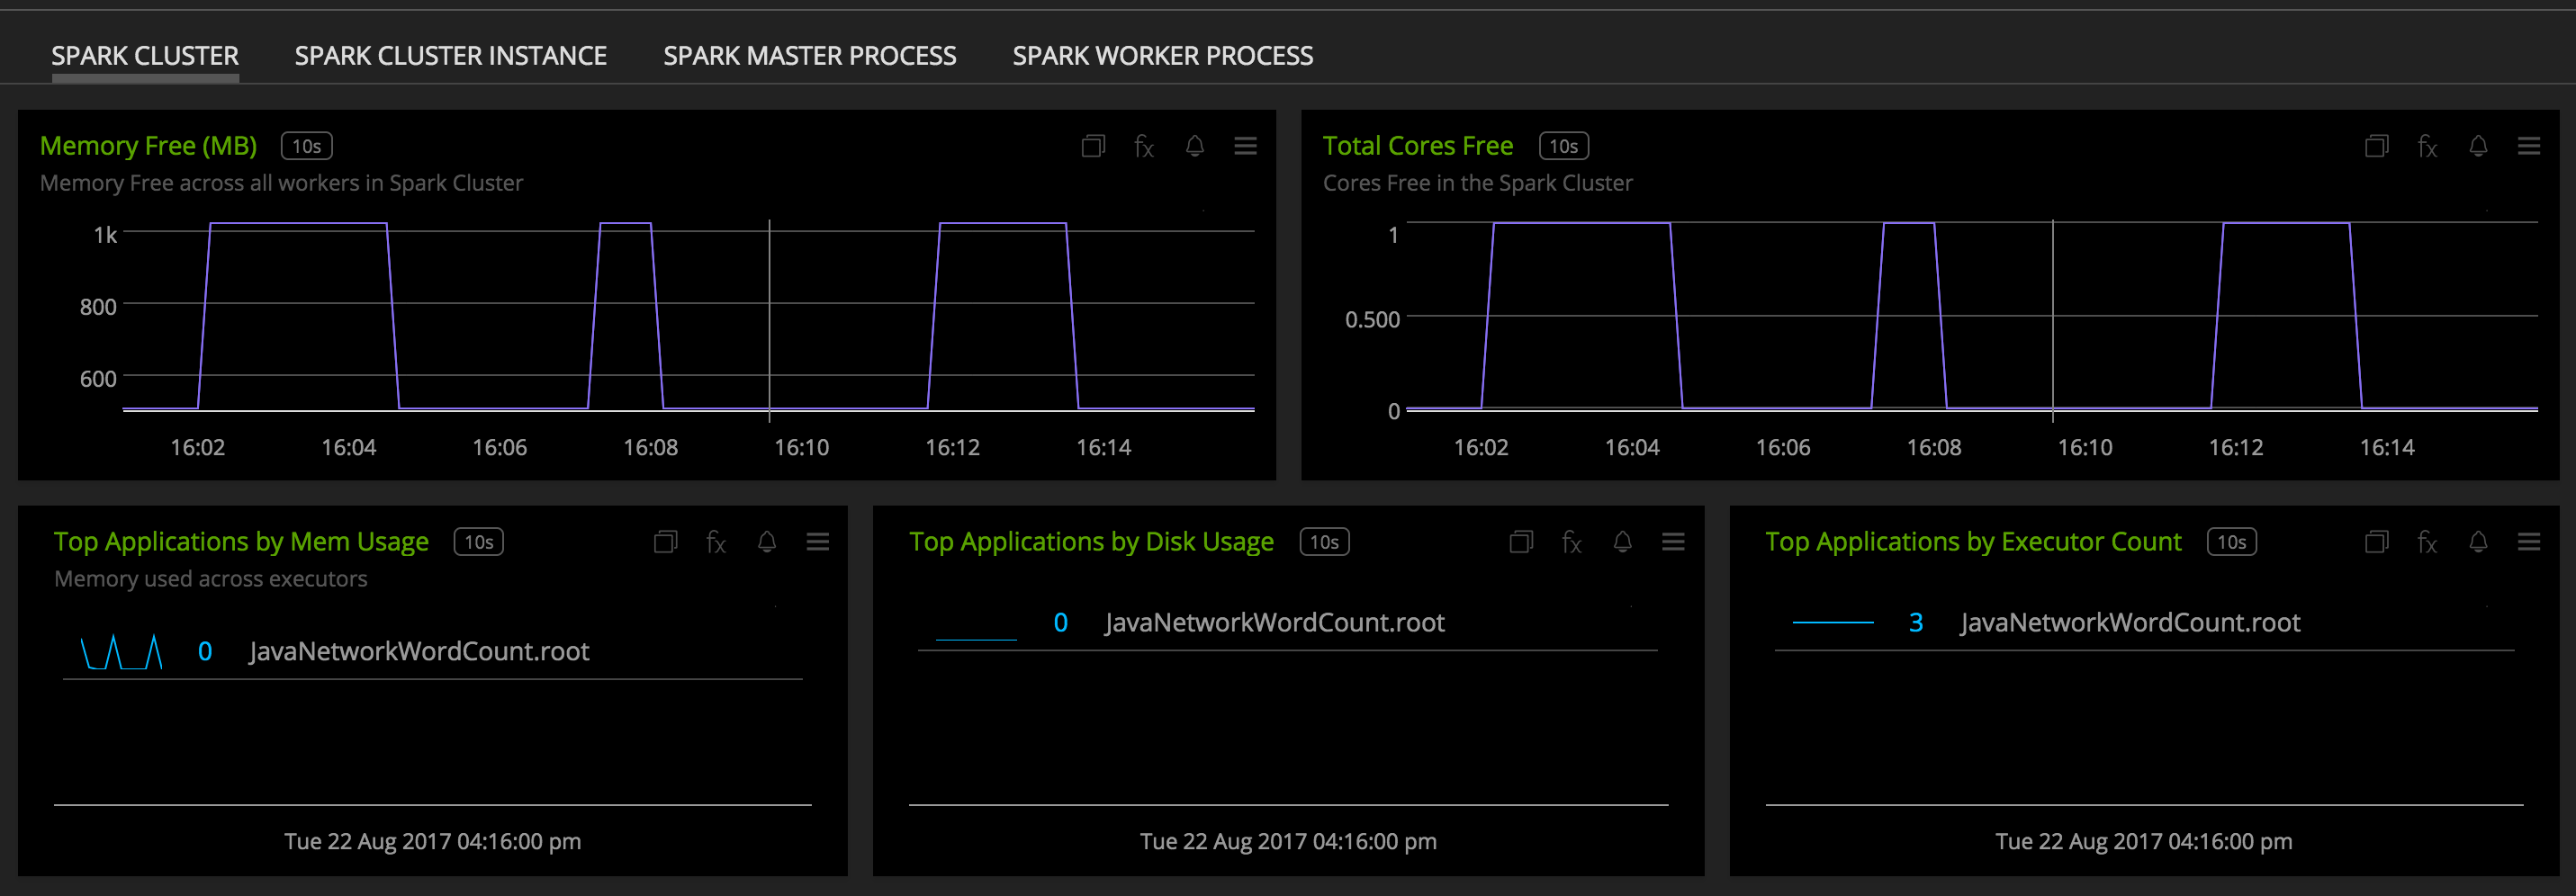 SPARK CLUSTER SPARK CLUSTER INSTANCE SPARK MASTER PROCESS SPARK WORKER PROCESS
Memory Free (MB) 10s fx
Memory Free across all workers in Spark Cluster
1k
800
600
16:02 16:04 16:06 16:08 16:10 16:12 16:14
Total Cores Free 10s fx
Cores Free in the Spark Cluster
1
0.500
0
16:02 16:04 16:06 16:08 16:10 16:12 16:14
Top Applications by Mem Usage 10s fx
Memory used across executors
0 JavaNetworkWordCount.root
Tue 22 Aug 2017 04:16:00 pm
Top Applications by Disk Usage 10s fx
0 JavaNetworkWordCount.root
Tue 22 Aug 2017 04:16:00 pm
Top Applications by Executor Count 10s fx
3 JavaNetworkWordCount.root
Tue 22 Aug 2017 04:16:00 pm